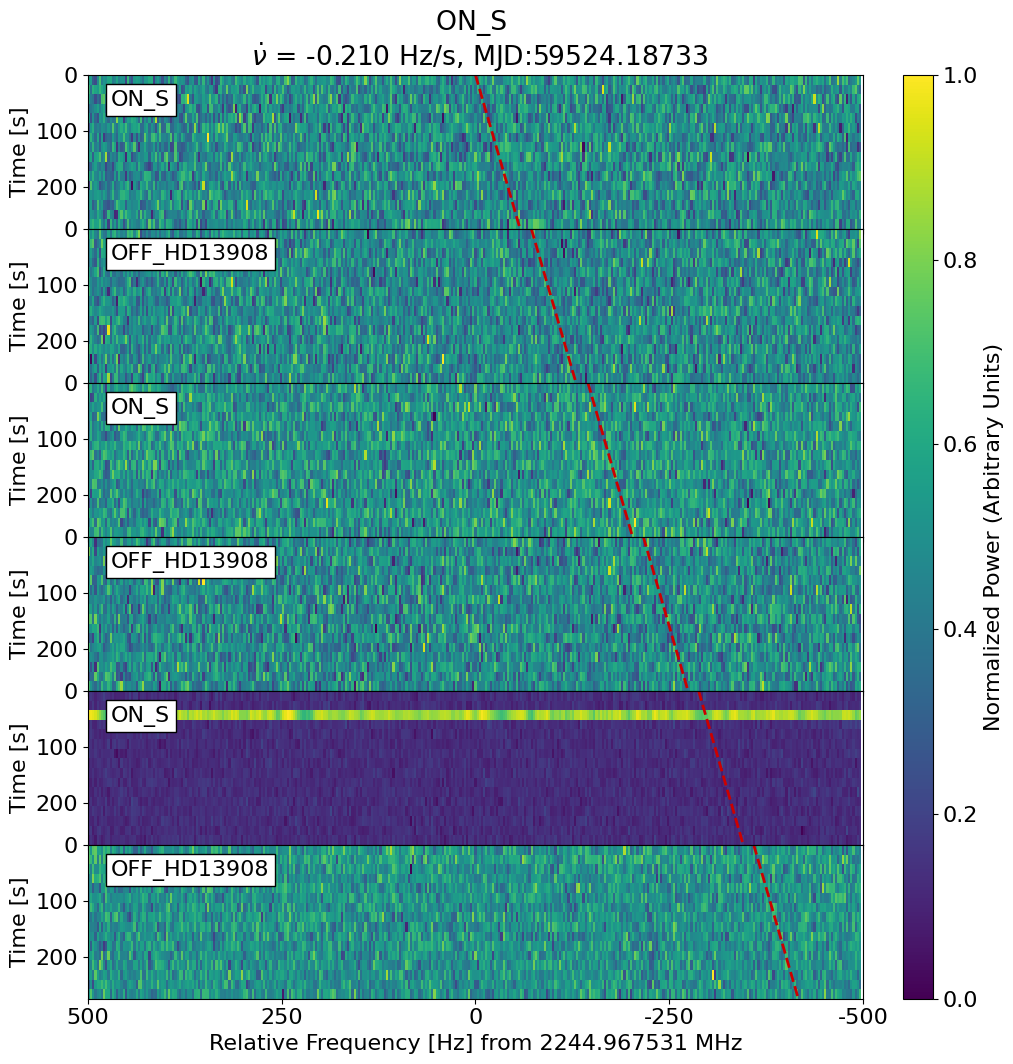 ON_S
ν̇ = -0.210 Hz/s, MJD:59524.18733
0
100
200
Time [s]
ON_S
0
100
200
Time [s]
OFF_HD13908
0
100
200
Time [s]
ON_S
0
100
200
Time [s]
OFF_HD13908
0
100
200
Time [s]
ON_S
0
100
200
Time [s]
OFF_HD13908
500 250 0 -250 -500
Relative Frequency [Hz] from 2244.967531 MHz
1.0
0.8
0.6
0.4
0.2
0.0
Normalized Power (Arbitrary Units)